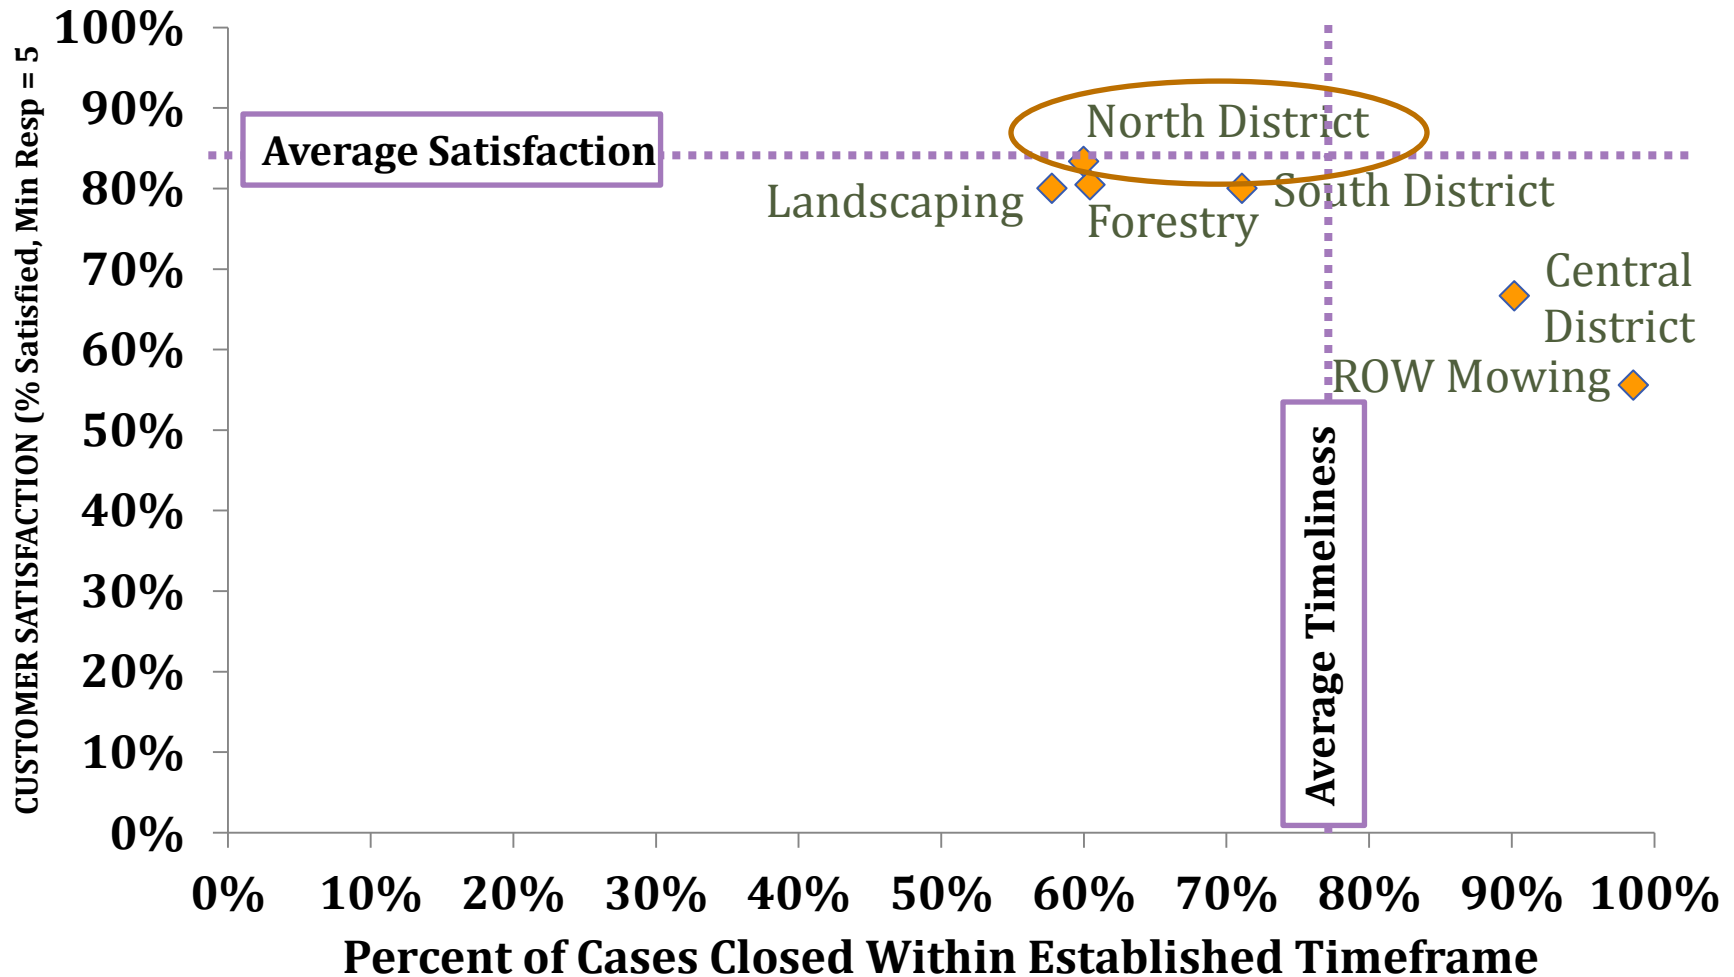 CUSTOMER SATISFACTION (% Satisfied, Min Resp = 5
100%
90%
80%
70%
60%
50%
40%
30%
20%
10%
0%
Average Satisfaction
North District
Landscaping
Forestry
South District
Central
District
ROW Mowing
Average Timeliness
0% 10% 20% 30% 40% 50% 60% 70% 80% 90% 100%
Percent of Cases Closed Within Established Timeframe